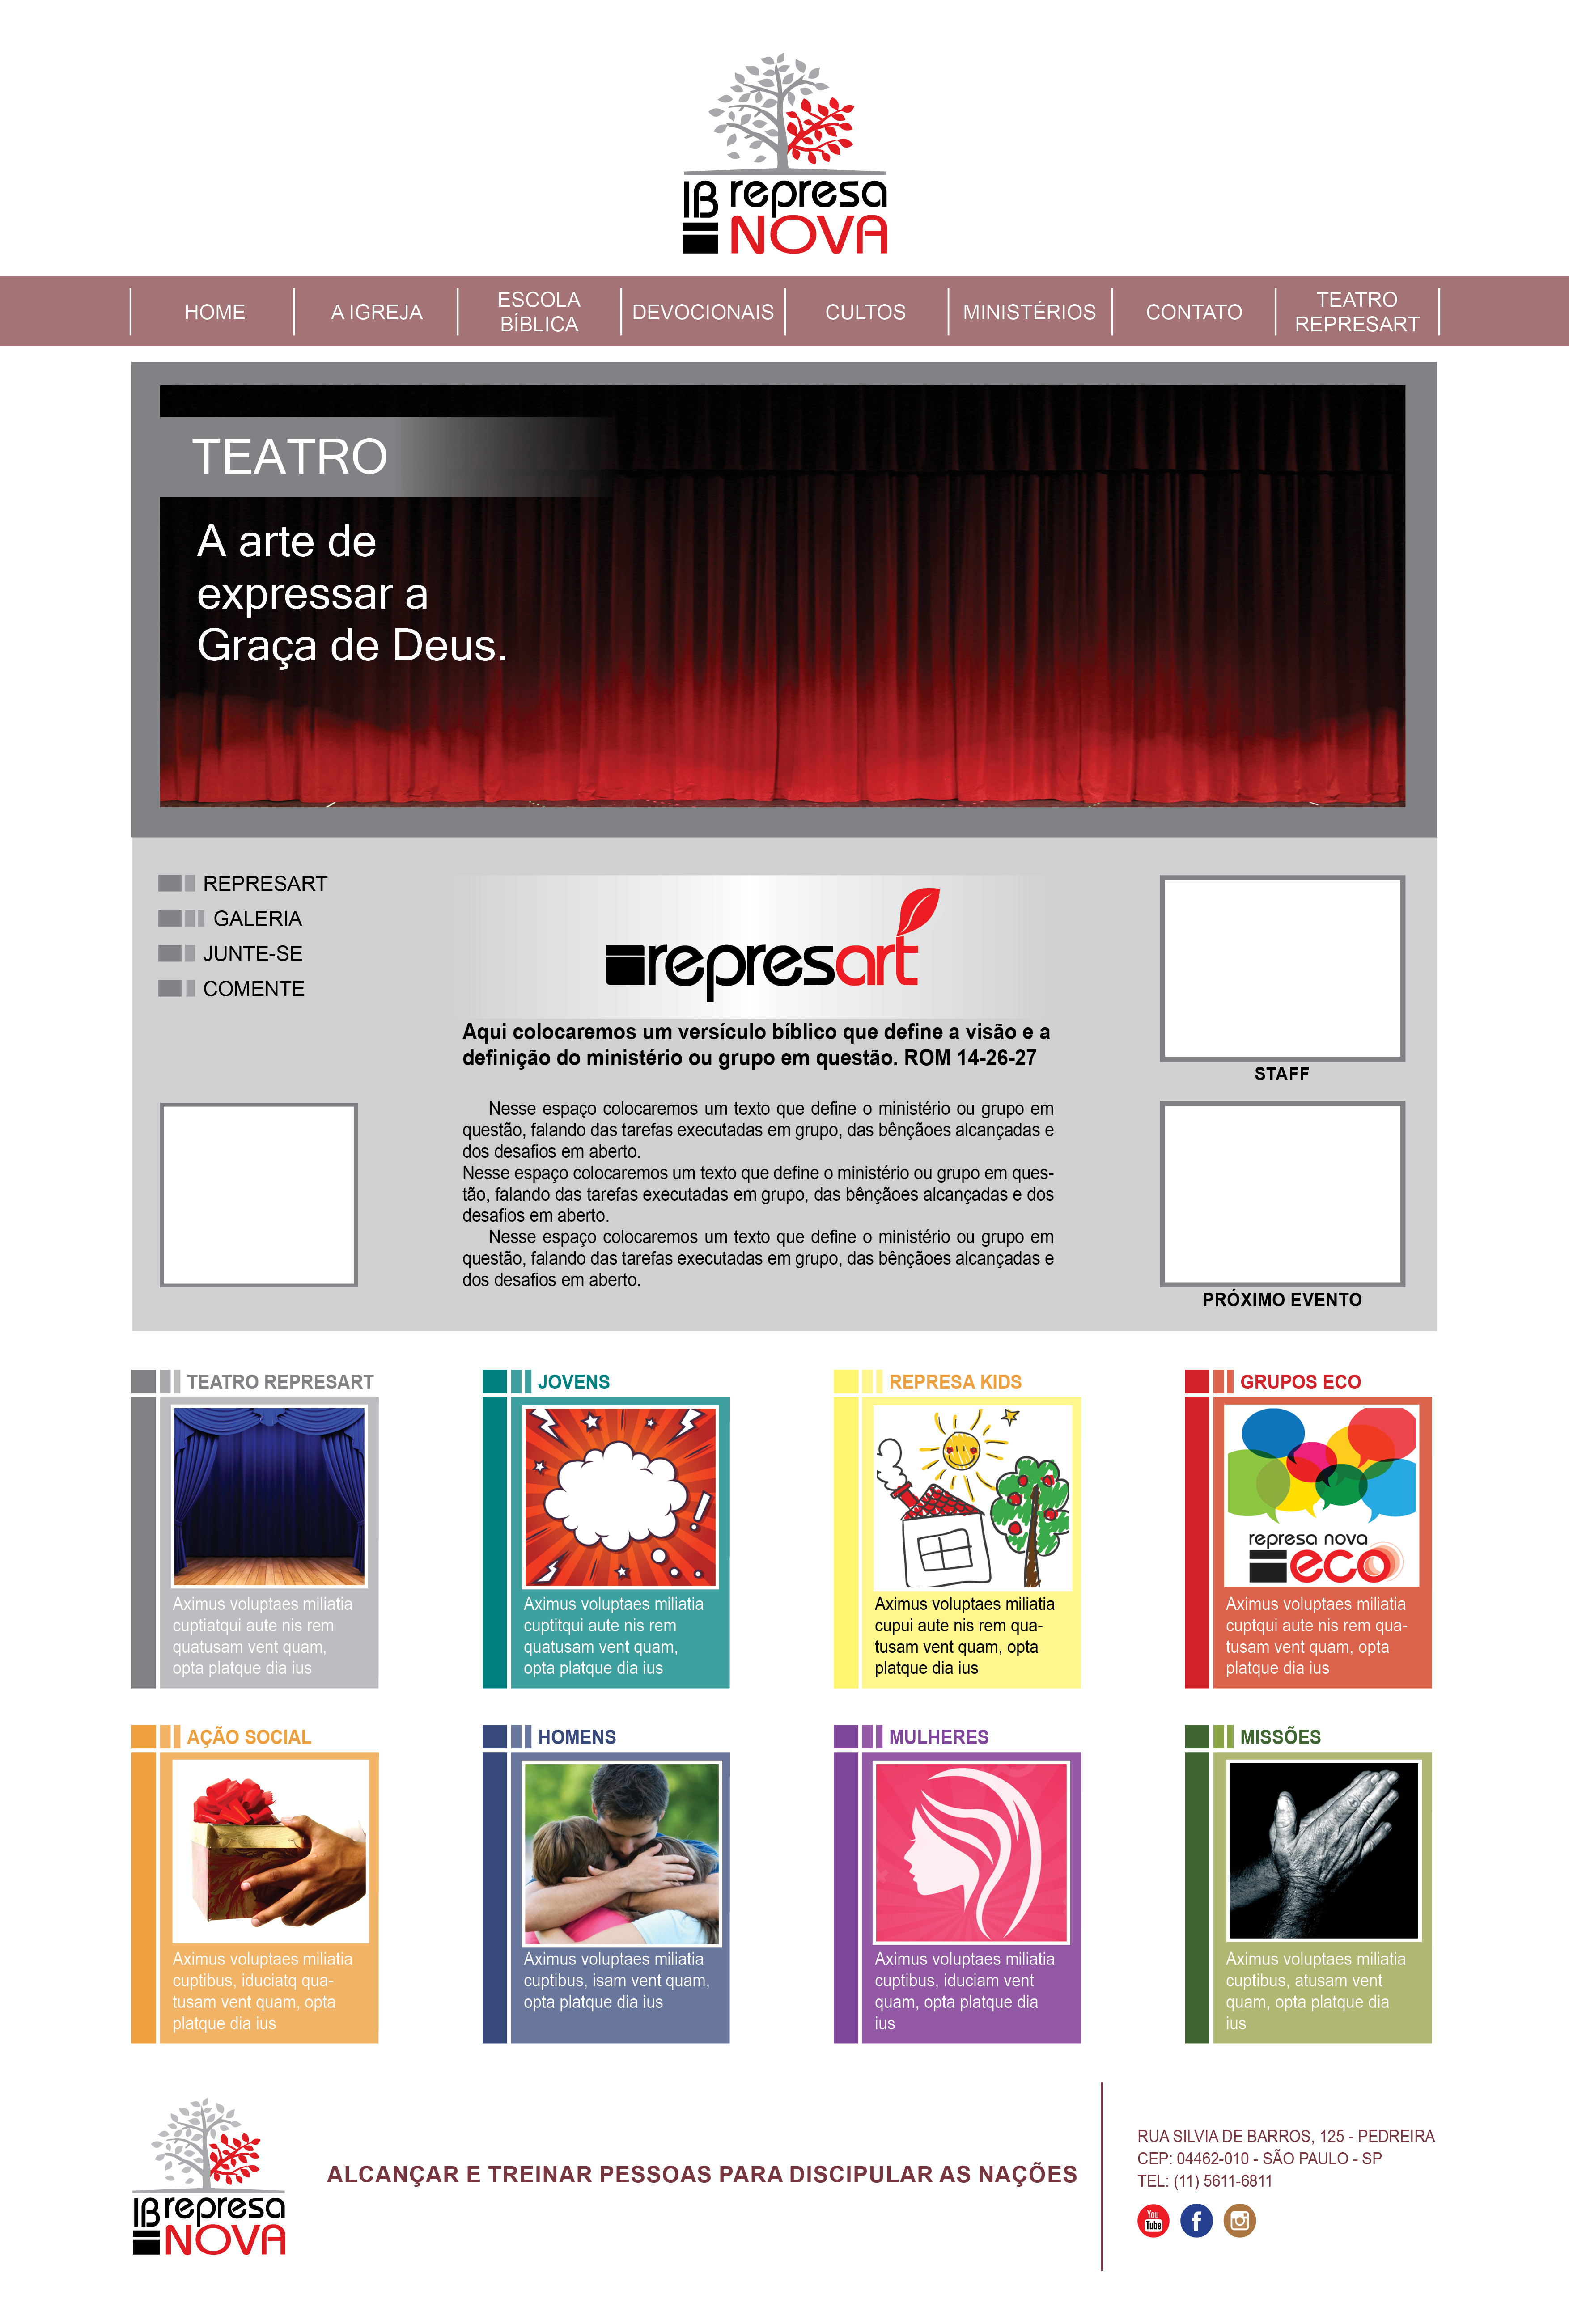 IB represa
NOVA
HOME
A IGREJA
ESCOLA
BÍBLICA
DEVOCIONAIS
CULTOS
MINISTÉRIOS
CONTATO
TEATRO
REPRESART
TEATRO
A arte de
expressar a
Graça de Deus.
REPRESART
GALERIA
JUNTE-SE
COMENTE
represart
Aqui colocaremos um versículo bíblico que define a visão e a
definição do ministério ou grupo em questão. ROM 14-26-27
Nesse espaço colocaremos um texto que define o ministério ou grupo em
questão, falando das tarefas executadas em grupo, das bênçãoes alcançadas e
dos desafios em aberto.
Nesse espaço colocaremos um texto que define o ministério ou grupo em ques-
tão, falando das tarefas executadas em grupo, das bênçãoes alcançadas e dos
desafios em aberto.
Nesse espaço colocaremos um texto que define o ministério ou grupo em
questão, falando das tarefas executadas em grupo, das bênçãoes alcançadas e
dos desafios em aberto.
STAFF
PRÓXIMO EVENTO
TEATRO REPRESART
Aximus voluptaes miliatia
cuptiatqui aute nis rem
quatusam vent quam,
opta platque dia ius
JOVENS
Aximus voluptaes miliatia
cuptitqui aute nis rem
quatusam vent quam,
opta platque dia ius
REPRESA KIDS
Aximus voluptaes miliatia
cupui aute nis rem qua-
tusam vent quam, opta
platque dia ius
GRUPOS ECO
represa nova
eco
Aximus voluptaes miliatia
cuptqui aute nis rem qua-
tusam vent quam, opta
platque dia ius
AÇÃO SOCIAL
Aximus voluptaes miliatia
cuptibus, iduciatq qua-
tusam vent quam, opta
platque dia ius
HOMENS
Aximus voluptaes miliatia
cuptibus, isam vent quam,
opta platque dia ius
MULHERES
Aximus voluptaes miliatia
cuptibus, iduciam vent
quam, opta platque dia
ius
MISSÕES
Aximus voluptaes miliatia
cuptibus, atusam vent
quam, opta platque dia
ius
IB represa
NOVA
ALCANÇAR E TREINAR PESSOAS PARA DISCIPULAR AS NAÇÕES
RUA SILVIA DE BARROS, 125 - PEDREIRA
CEP: 04462-010 - SÃO PAULO - SP
TEL: (11) 5611-6811
You
Tube
f